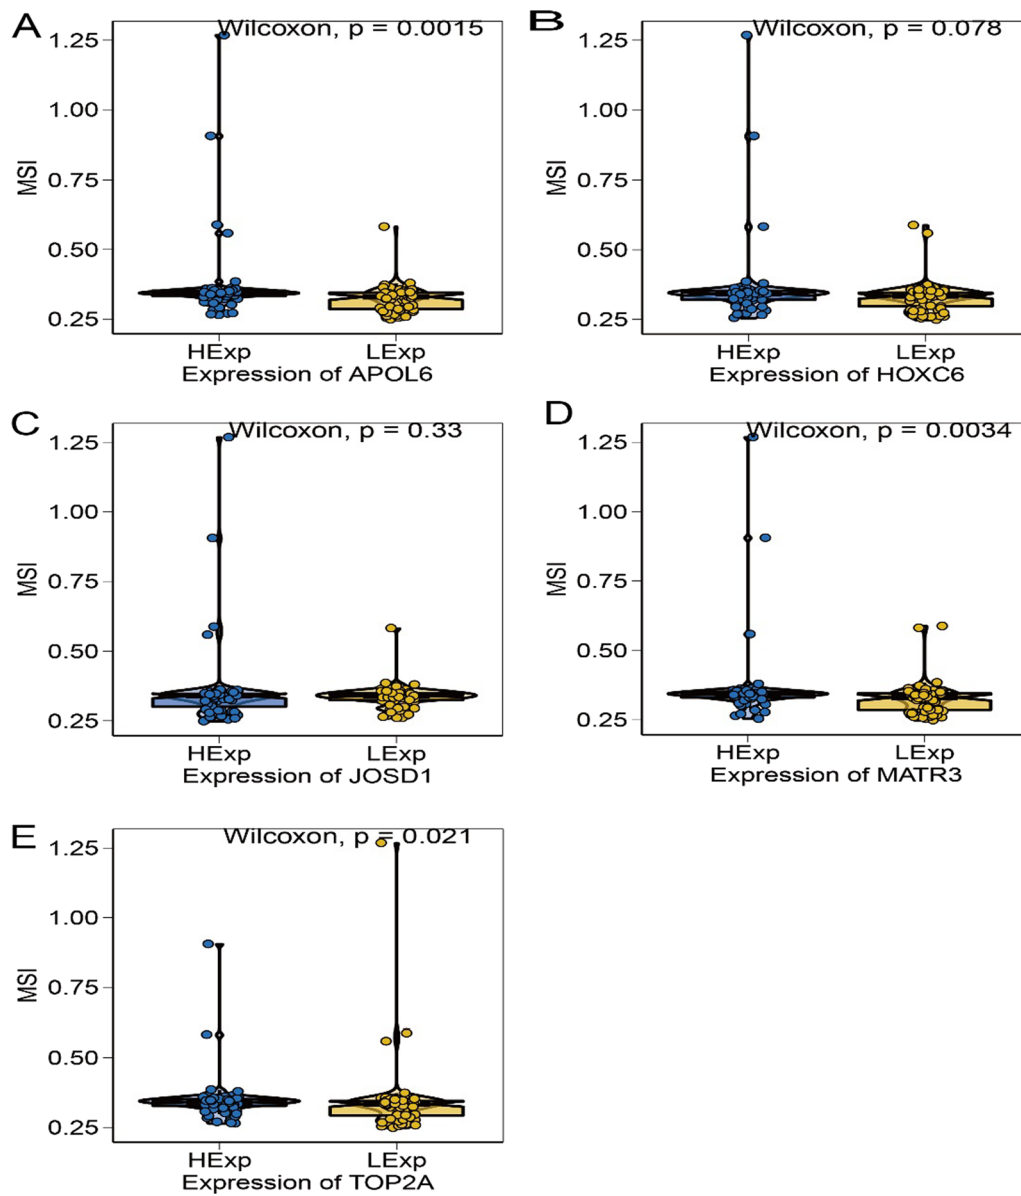 A
Wilcoxon, p = 0.0015
1.25
1.00
0.75
0.50
0.25
MSI
HExp
LExp
Expression of APOL6
B
Wilcoxon, p = 0.078
1.25
1.00
0.75
0.50
0.25
MSI
HExp
LExp
Expression of HOXC6
C
Wilcoxon, p = 0.33
1.25
1.00
0.75
0.50
0.25
MSI
HExp
LExp
Expression of JOSD1
D
Wilcoxon, p = 0.0034
1.25
1.00
0.75
0.50
0.25
MSI
HExp
LExp
Expression of MATR3
E
Wilcoxon, p = 0.021
1.25
1.00
0.75
0.50
0.25
MSI
HExp
LExp
Expression of TOP2A